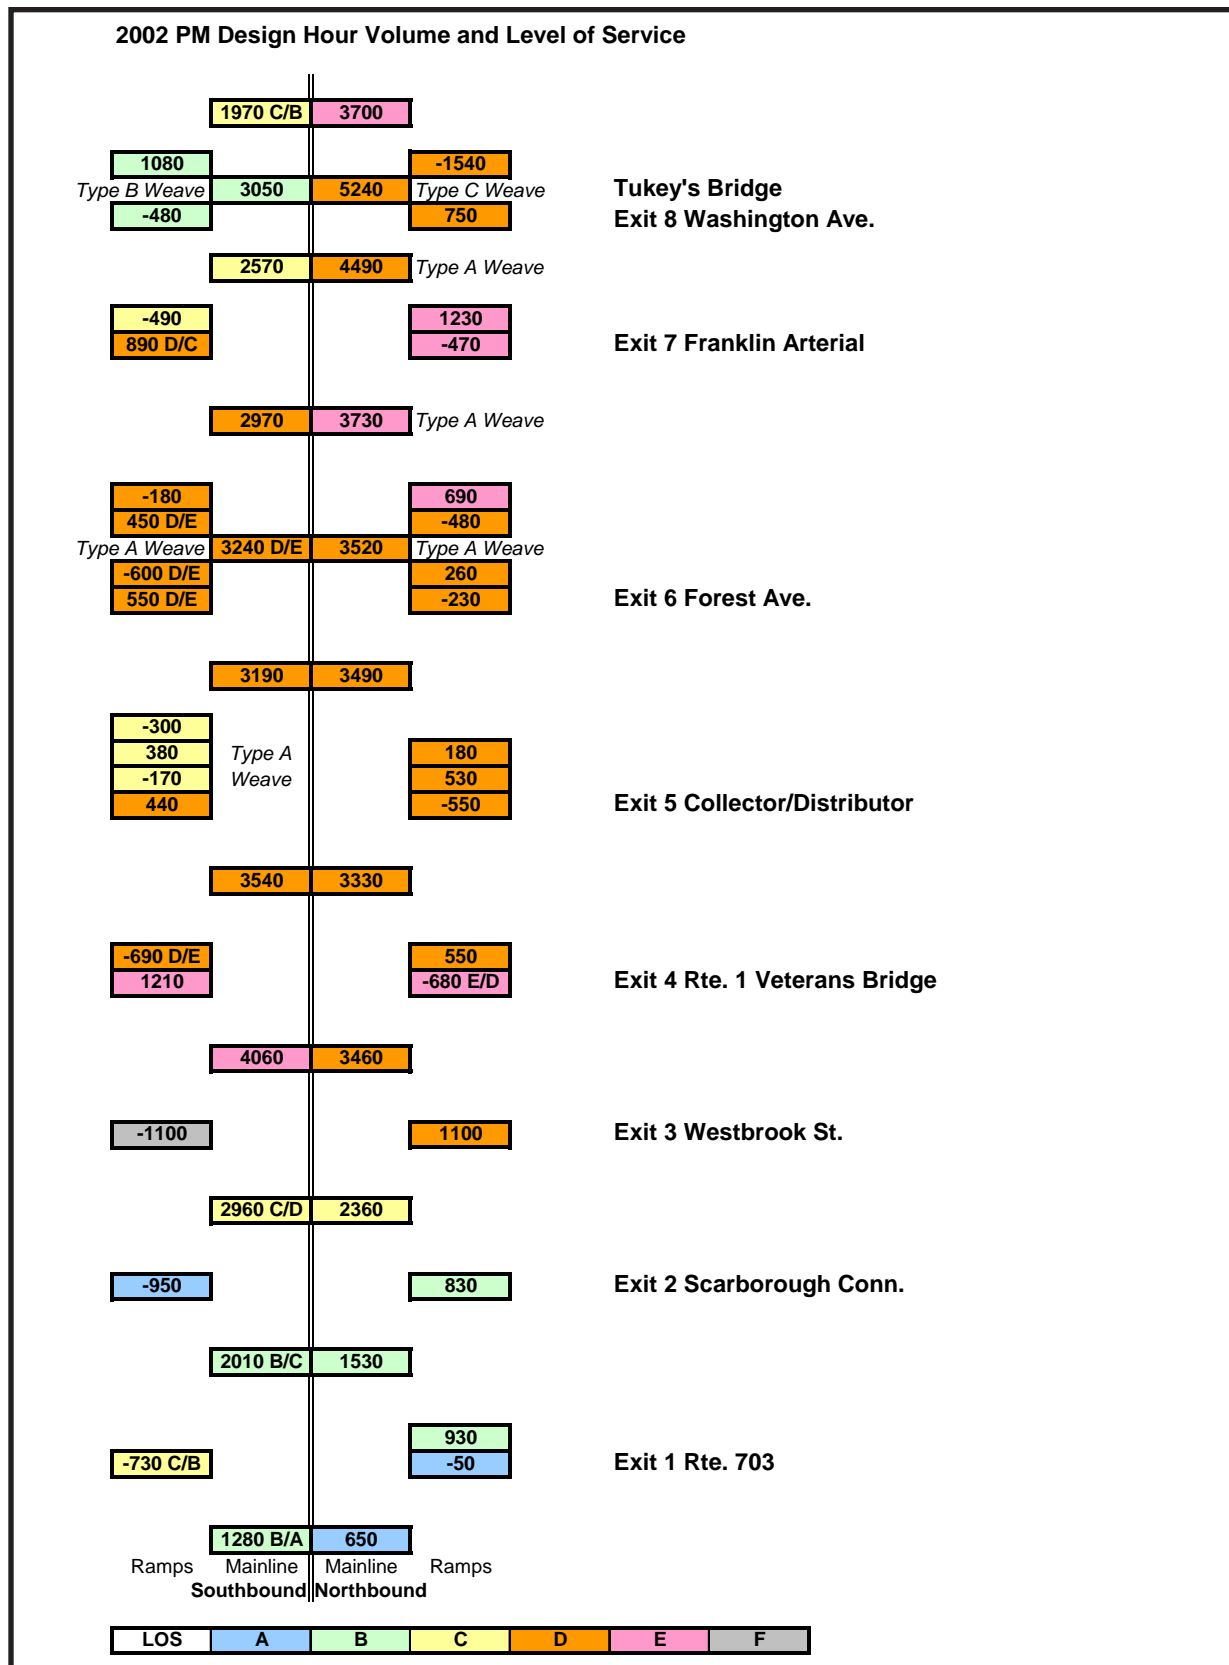 2002 PM Design Hour Volume and Level of Service
1970 C/B 3700
1080 -1540
Type B Weave 3050 5240 Type C Weave Tukey's Bridge
-480 750 Exit 8 Washington Ave.
2570 4490 Type A Weave
-490 1230
890 D/C -470 Exit 7 Franklin Arterial
2970 3730 Type A Weave
-180 690
450 D/E -480
Type A Weave 3240 D/E 3520 Type A Weave
-600 D/E 260
550 D/E -230 Exit 6 Forest Ave.
3190 3490
-300
380 Type A 180
-170 Weave 530
440 -550 Exit 5 Collector/Distributor
3540 3330
-690 D/E 550
1210 -680 E/D Exit 4 Rte. 1 Veterans Bridge
4060 3460
-1100 1100 Exit 3 Westbrook St.
2960 C/D 2360
-950 830 Exit 2 Scarborough Conn.
2010 B/C 1530
930
-730 C/B -50 Exit 1 Rte. 703
1280 B/A 650
Ramps Mainline Mainline Ramps
Southbound Northbound
LOS A B C D E F